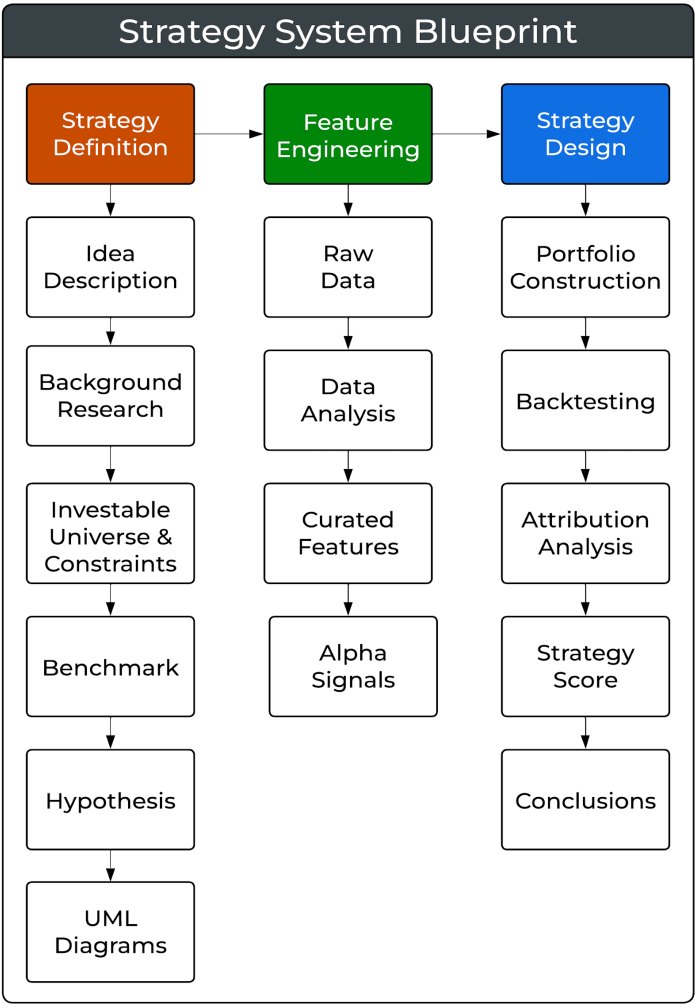 Strategy System Blueprint
Strategy
Definition
Feature
Engineering
Strategy
Design
Idea
Description
Background
Research
Investable
Universe &
Constraints
Benchmark
Hypothesis
UML
Diagrams
Raw
Data
Data
Analysis
Curated
Features
Alpha
Signals
Portfolio
Construction
Backtesting
Attribution
Analysis
Strategy
Score
Conclusions